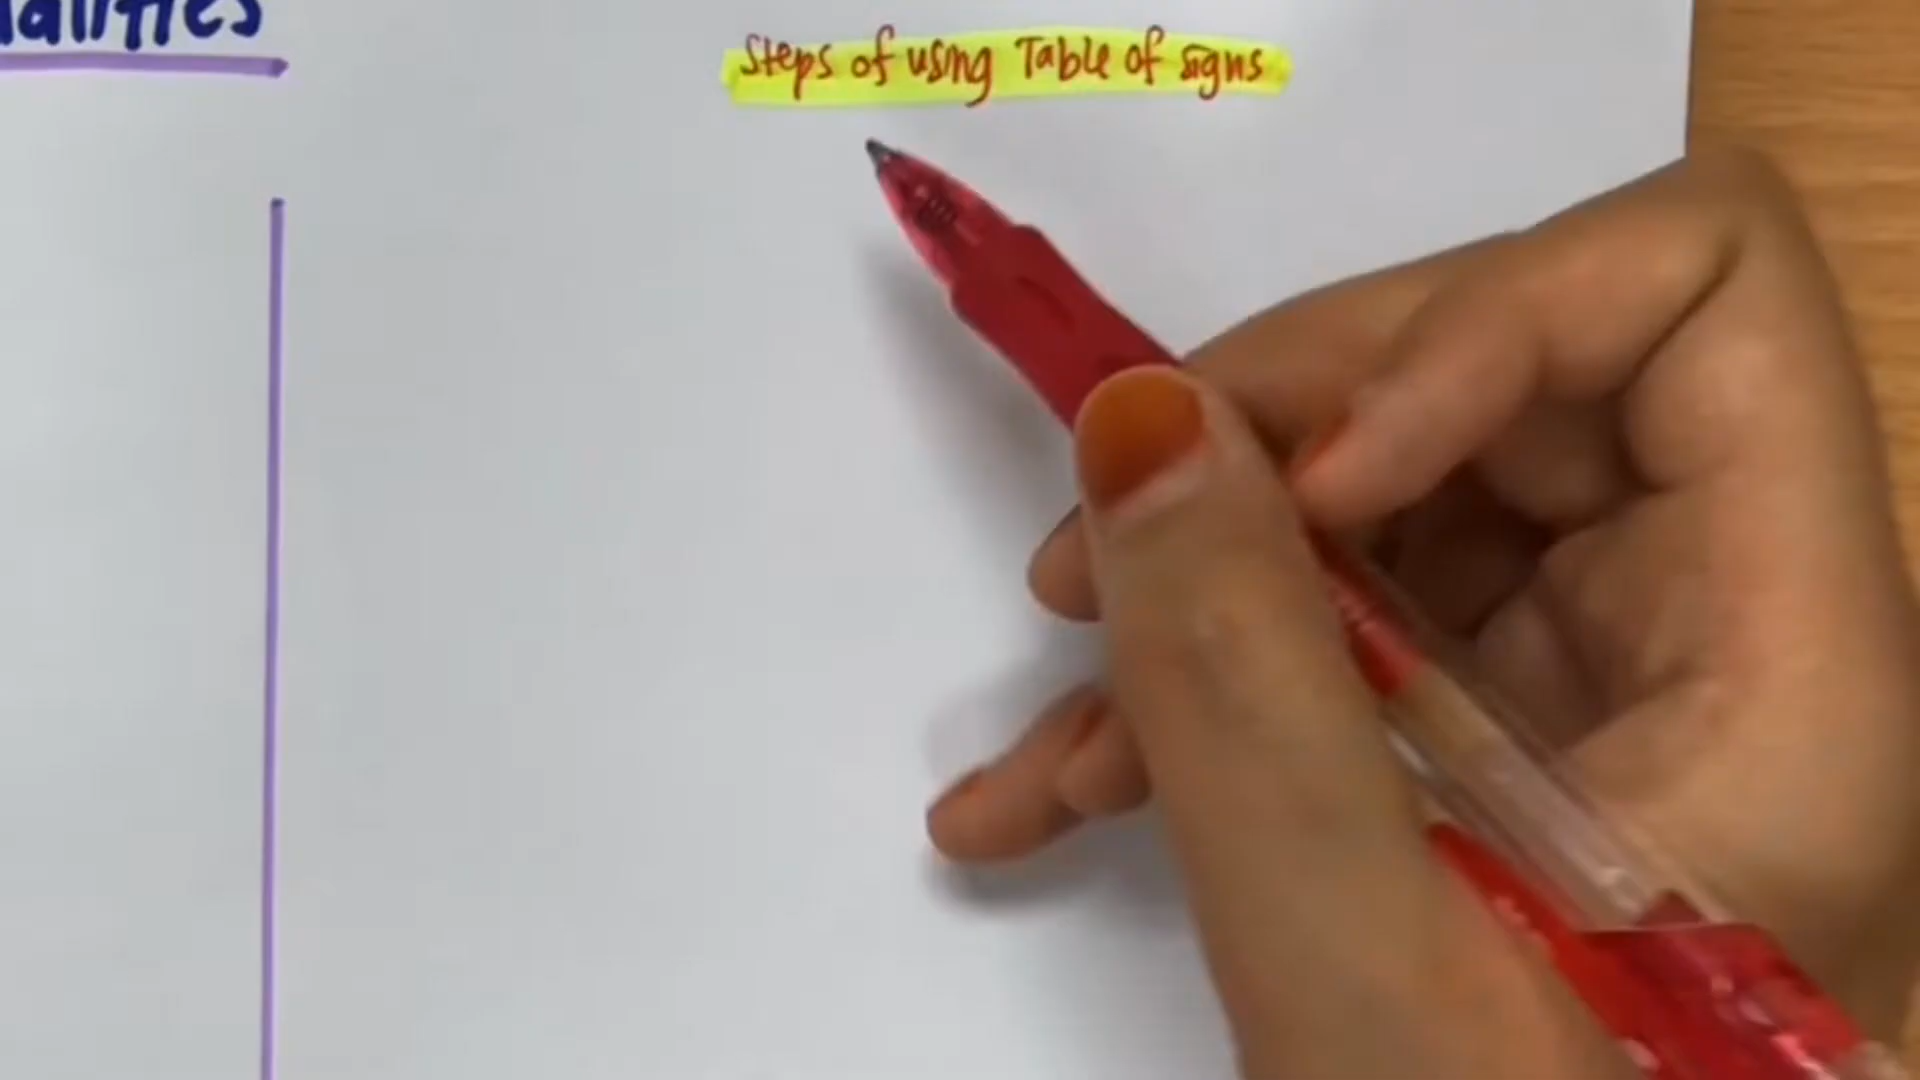 Steps of using Table of signs